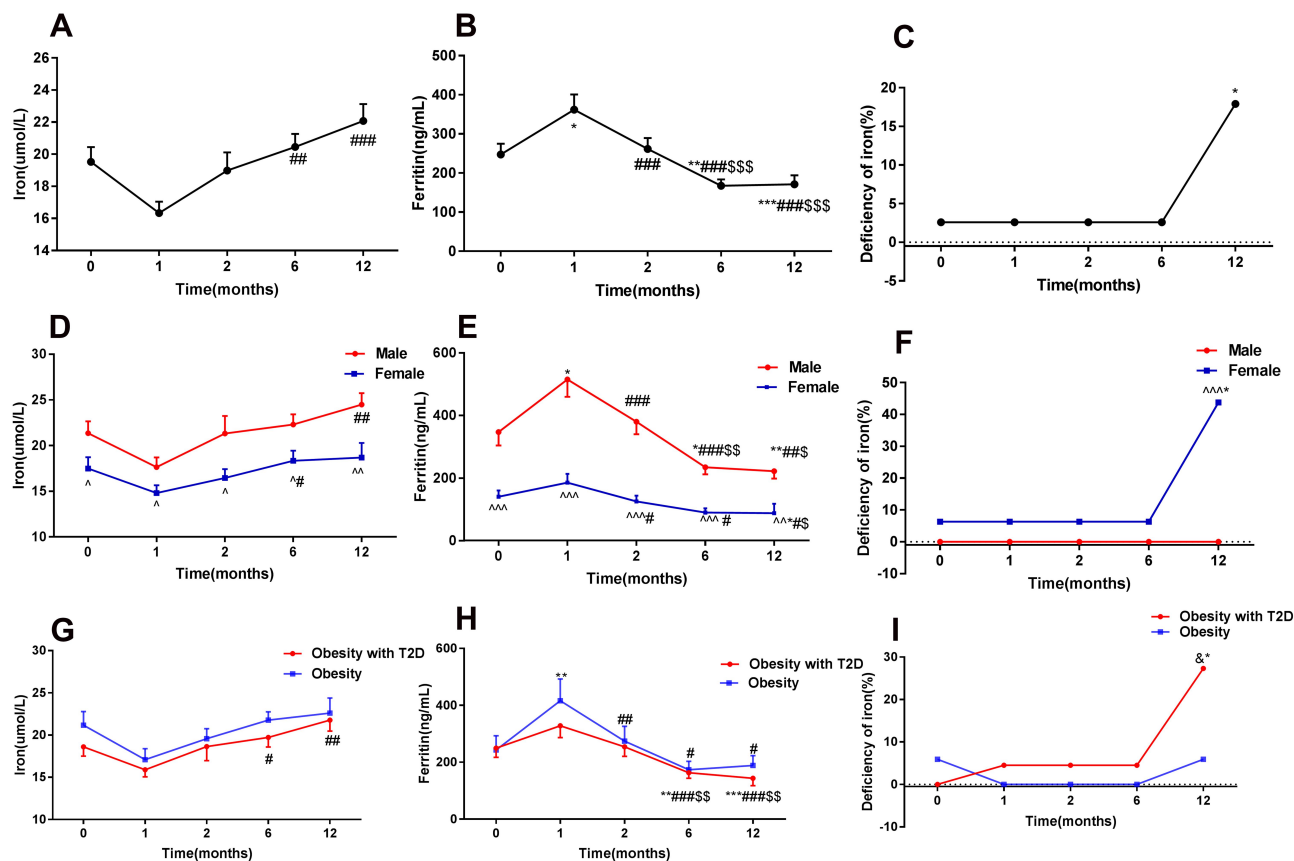 A
Iron(umol/L)
26
24
22
20
18
16
14
##
###
0 1 2 6 12
Time(months)
B
Ferritin(ng/mL)
500
400
300
200
100
0
*
###
**###$$$
***###$$$
0 1 2 6 12
Time(months)
C
Deficiency of iron(%)
20
15
10
5
0
-5
*
0 1 2 6 12
Time(months)
D
Male
Female
Iron(umol/L)
30
25
20
15
10
##
^ ^ ^ ^# ^^
0 1 2 6 12
Time(months)
E
Male
Female
Ferritin(ng/mL)
600
400
200
0
*
###
*###$$
**##$
^^^ ^^^ ^^^# ^^^ # ^^*#$
0 1 2 6 12
Time(months)
F
Male
Female
Deficiency of iron(%)
50
40
30
20
10
0
-10
^^^*
0 1 2 6 12
Time(months)
G
Obesity with T2D
Obesity
Iron(umol/L)
30
25
20
15
10
#
##
0 1 2 6 12
Time(months)
H
Obesity with T2D
Obesity
Ferritin(ng/mL)
600
400
200
0
**
##
#
#
**###$$ ***###$$
0 1 2 6 12
Time(months)
I
Obesity with T2D
Obesity
Deficiency of iron(%)
30
20
10
0
-10
&*
0 1 2 6 12
Time(months)